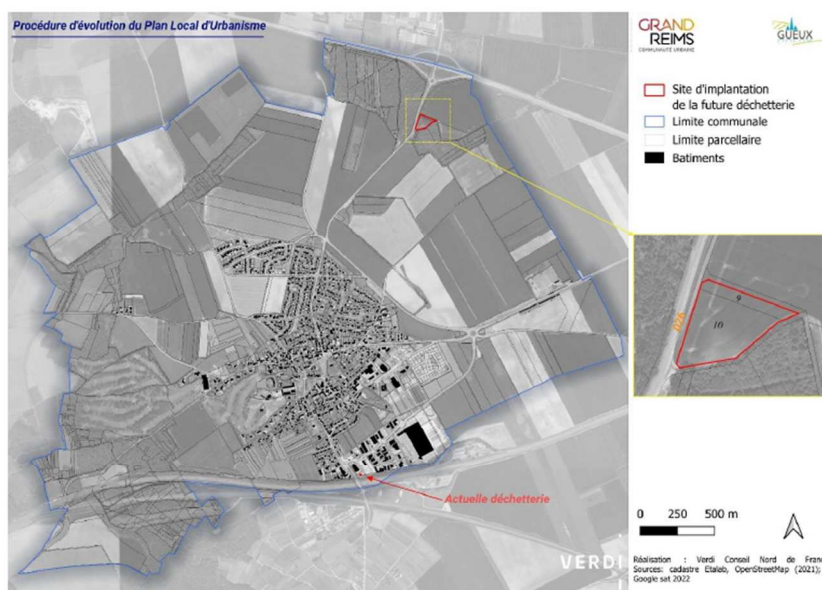 Procédure d'évolution du Plan Local d'Urbanisme
GRAND
REIMS
COMMUNAUTÉ URBAINE
GUEUX
Site d'implantation
de la future déchetterie
Limite communale
Limite parcellaire
Batiments
9
10
Actuelle déchetterie
VERDI
0 250 500 m
Réalisation : Verdi Conseil Nord de Fran
Sources: cadastre Etalab, OpenStreetMap (2021);
Google sat 2022